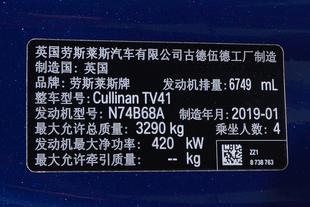 英国劳斯莱斯汽车有限公司古德伍德工厂制造
制造国：英国
品牌：劳斯莱斯牌 发动机排量：6749 mL
整车型号：Cullinan TV41
发动机型号：N74B68A 制造年月：2019-01
最大允许总质量：3290 kg 乘坐人数：4
发动机最大净功率：420 kW
最大允许牵引质量：-- kg
ZZ1
0 738 763